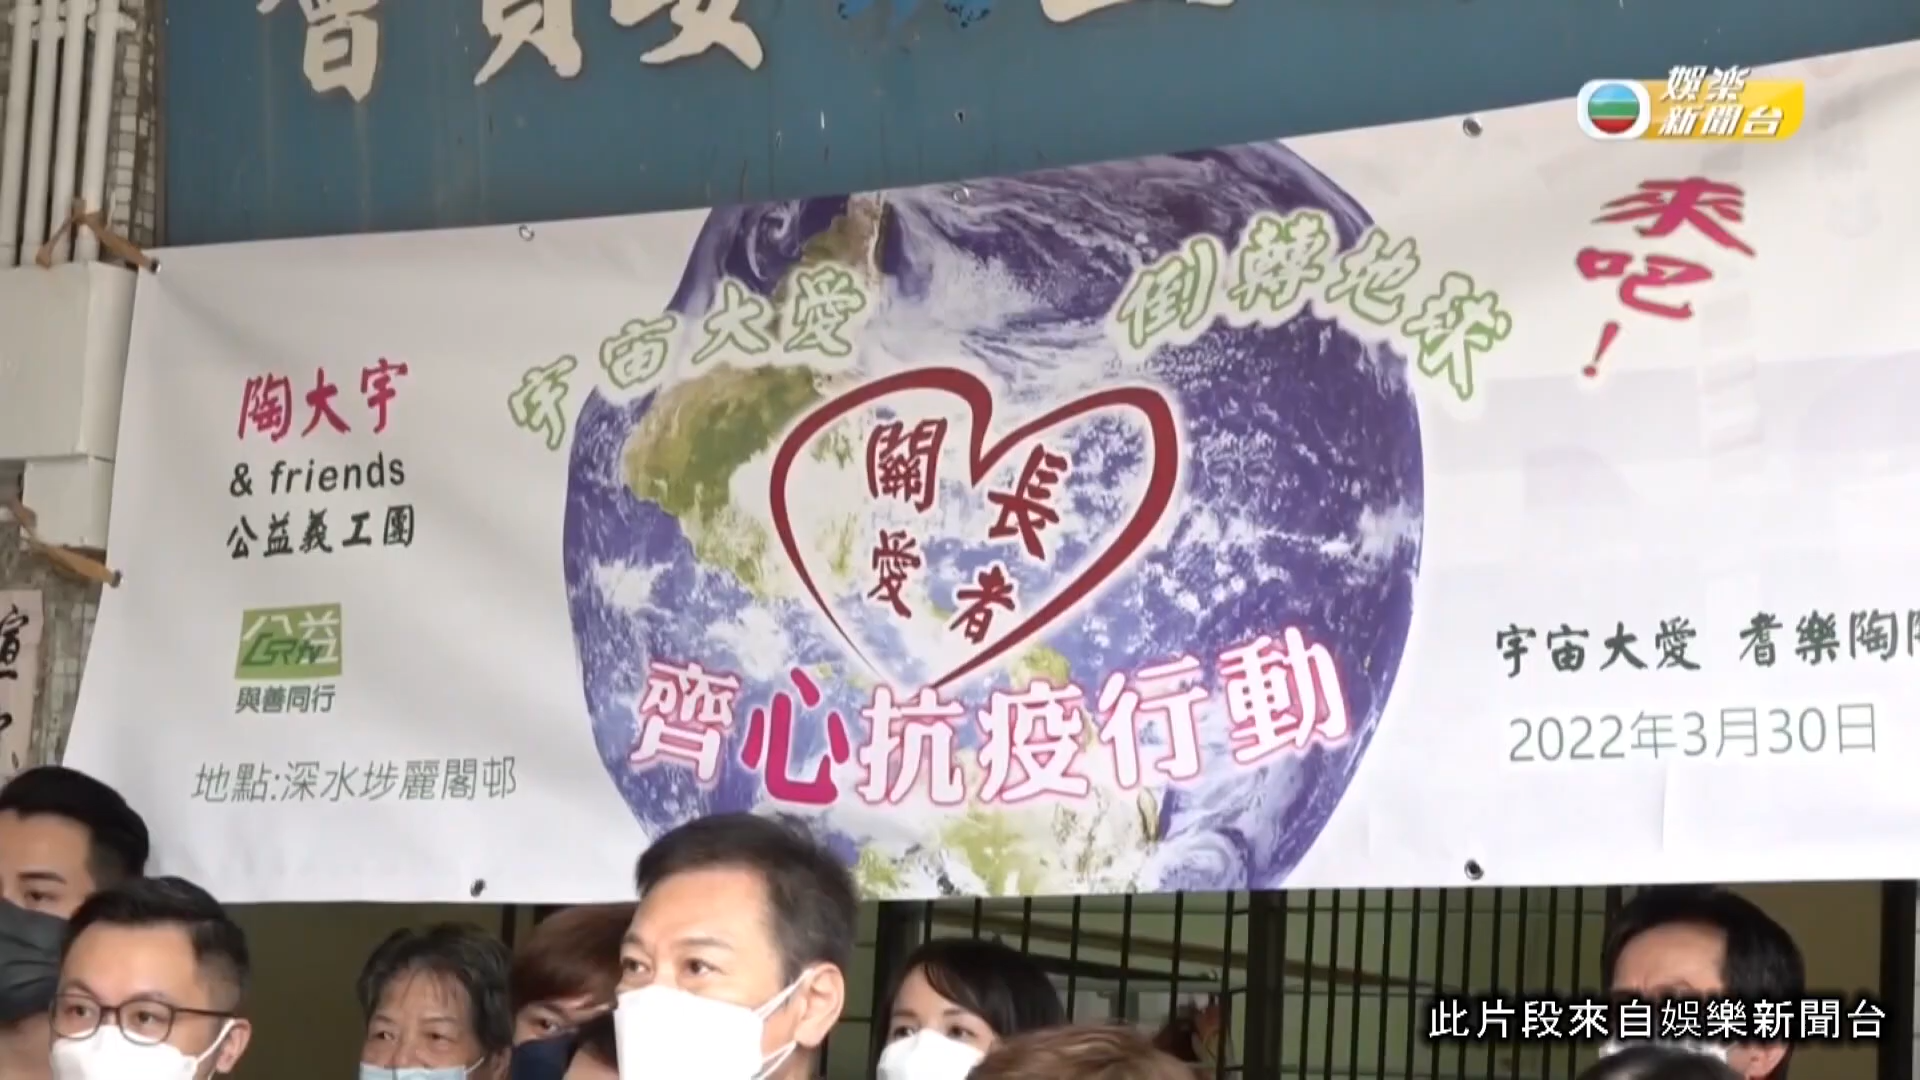 娛樂
新聞台
來吧！
宇宙大愛 倒轉地球
陶大宇
& friends
公益義工團
關愛
長者
公益
與善同行
齊心抗疫行動
地點:深水埗麗閣邨
宇宙大愛 耆樂陶
2022年3月30日
此片段來自娛樂新聞台